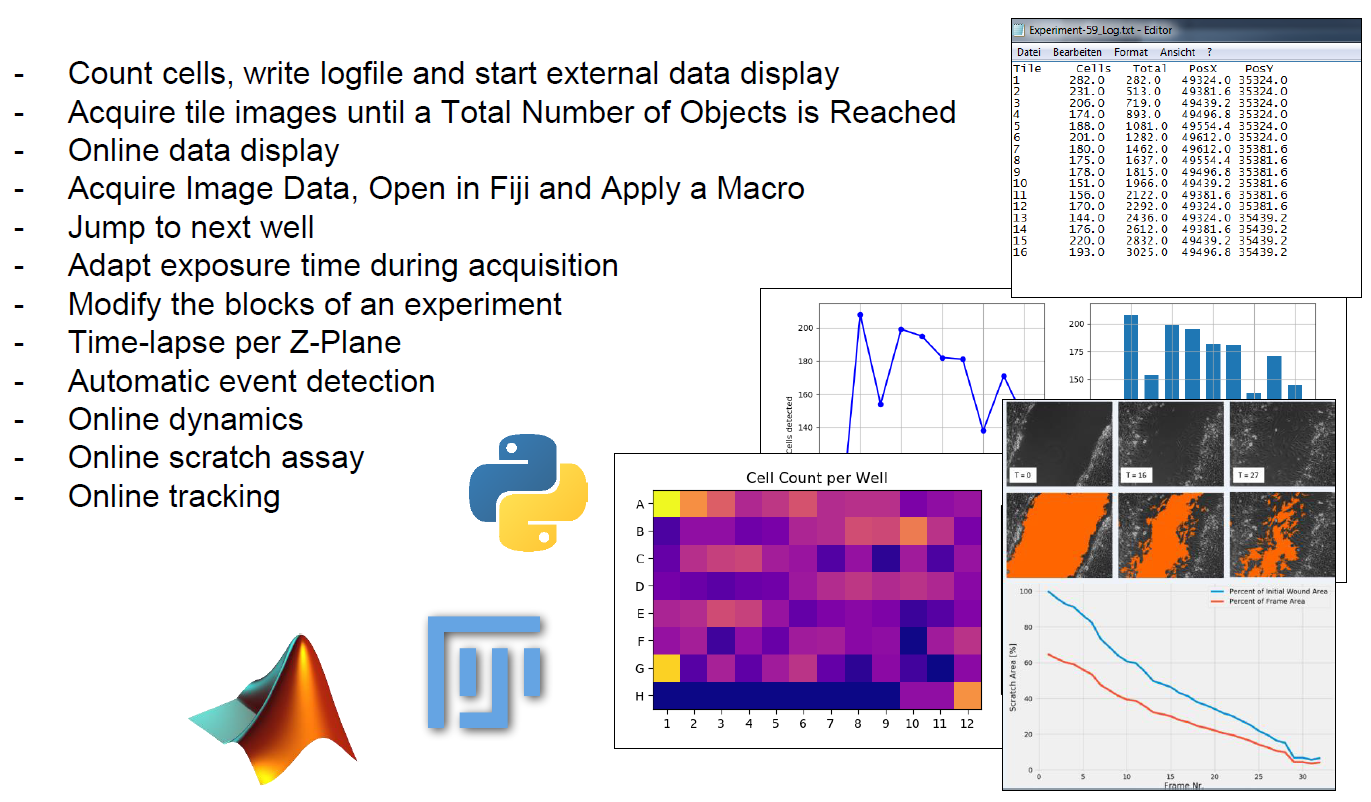 - Count cells, write logfile and start external data display
- Acquire tile images until a Total Number of Objects is Reached
- Online data display
- Acquire Image Data, Open in Fiji and Apply a Macro
- Jump to next well
- Adapt exposure time during acquisition
- Modify the blocks of an experiment
- Time-lapse per Z-Plane
- Automatic event detection
- Online dynamics
- Online scratch assay
- Online tracking
Experiment-59_Log.txt - Editor
Datei Bearbeiten Format Ansicht ?
Tile Cells Total PosX PosY
1 282.0 282.0 49324.0 35324.0
2 231.0 513.0 49381.6 35324.0
3 206.0 719.0 49439.2 35324.0
4 174.0 893.0 49496.8 35324.0
5 188.0 1081.0 49554.4 35324.0
6 201.0 1282.0 49612.0 35324.0
7 180.0 1462.0 49612.0 35381.6
8 175.0 1637.0 49554.4 35381.6
9 178.0 1815.0 49496.8 35381.6
10 151.0 1966.0 49439.2 35381.6
11 156.0 2122.0 49381.6 35381.6
12 170.0 2292.0 49324.0 35381.6
13 144.0 2436.0 49324.0 35439.2
14 176.0 2612.0 49381.6 35439.2
15 220.0 2832.0 49439.2 35439.2
16 193.0 3025.0 49496.8 35439.2
200
180
160
140
Cells detected
200
175
150
T = 0 T = 16 T = 27
Cell Count per Well
A
B
C
D
E
F
G
H
1 2 3 4 5 6 7 8 9 10 11 12
Percent of Initial Wound Area
Percent of Frame Area
100
80
60
40
20
0
Scratch Area [%]
0 5 10 15 20 25 30
Frame Nr.